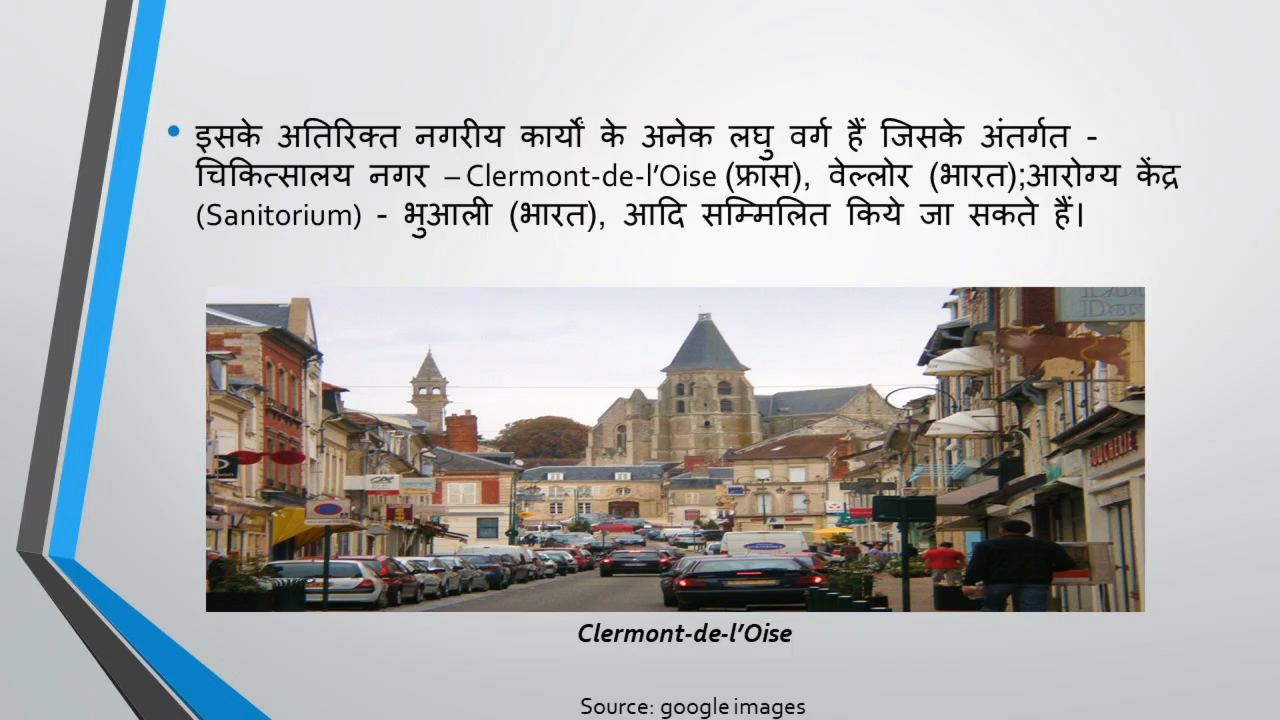 इसके अतिरिक्त नगरीय कार्यों के अनेक लघु वर्ग हैं जिसके अंतर्गत -
चिकित्सालय नगर – Clermont-de-l’Oise (फ्रांस), वेल्लोर (भारत);आरोग्य केंद्र
(Sanitorium) - भुआली (भारत), आदि सम्मिलित किये जा सकते हैं।
Clermont-de-l’Oise
Source: google images